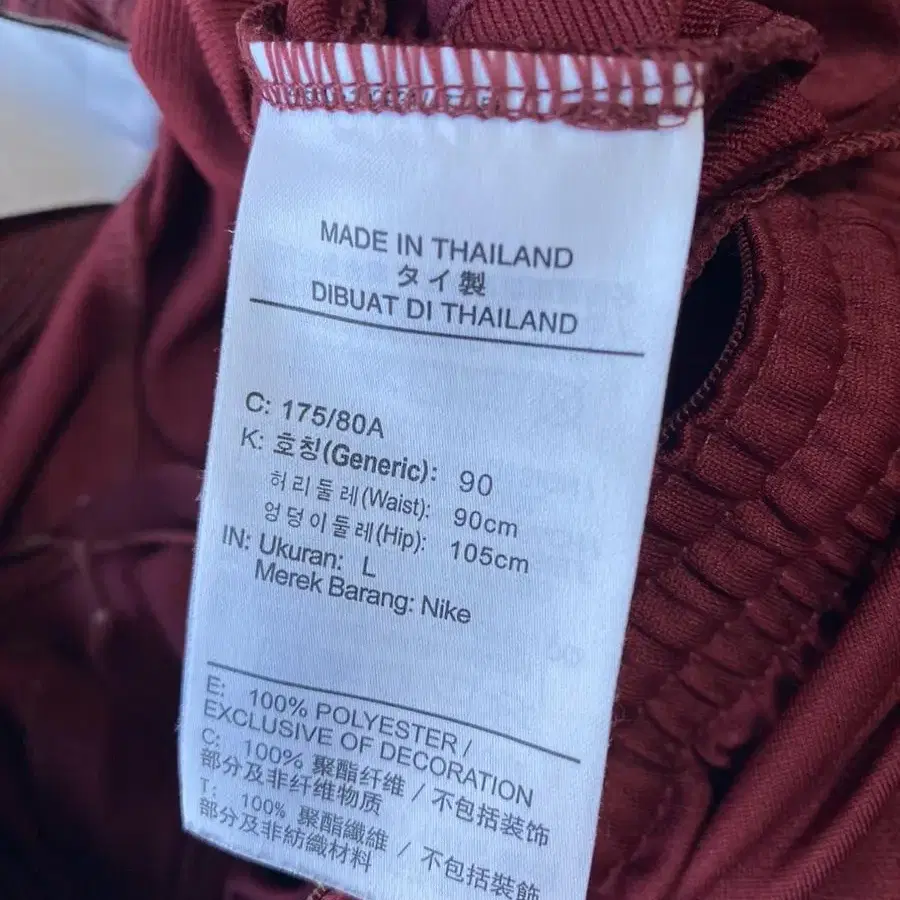 MADE IN THAILAND
タイ製
DIBUAT DI THAILAND
C: 175/80A
K: 호칭(Generic): 90
허리둘레(Waist): 90cm
엉덩이둘레(Hip): 105cm
IN: Ukuran: L
Merek Barang: Nike
E: 100% POLYESTER /
EXCLUSIVE OF DECORATION
C: 100% 聚酯纤维 / 不包括装饰
部分及非纤维物质
T: 100% 聚酯纖維 / 不包括裝飾
部分及非紡織材料